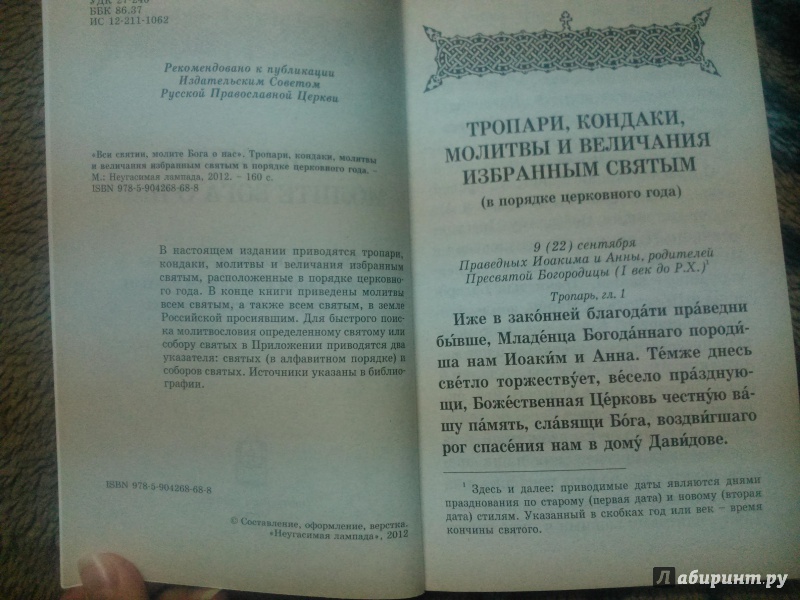 УДК 27-246
ББК 86.37
ИС 12-211-1062
Рекомендовано к публикации
Издательским Советом
Русской Православной Церкви
«Вси святии, молите Бога о нас». Тропари, кондаки, молитвы
и величания избранным святым в порядке церковного года. –
М.: Неугасимая лампада, 2012. – 160 с.
ISBN 978-5-904268-68-8
В настоящем издании приводятся тропари,
кондаки, молитвы и величания избранным
святым, расположенные в порядке церковно-
го года. В конце книги приведены молитвы
всем святым, а также всем святым, в земле
Российской просиявшим. Для быстрого поис-
ка молитвословия определенному святому или
собору святых в Приложении приводятся два
указателя: святых (в алфавитном порядке) и
соборов святых. Источники указаны в библио-
графии.
ISBN 978-5-904268-68-8
© Составление, оформление, верстка.
«Неугасимая лампада», 2012
ТРОПАРИ, КОНДАКИ,
МОЛИТВЫ И ВЕЛИЧАНИЯ
ИЗБРАННЫМ СВЯТЫМ
(в порядке церковного года)
9 (22) сентября
Праведных Иоакима и Анны, родителей
Пресвятой Богородицы (I век до Р.Х.)¹
Тропарь, гл. 1
Иже в зако́нней благода́ти пра́ведни
бы́вше, Младе́нца Богода́ннаго породи́-
ша нам Иоаки́м и Анна. Те́мже днесь
све́тло торжеству́ет, ве́село пра́здную-
щи, Боже́ственная Це́рковь честну́ю ва́-
шу па́мять, сла́вящи Бо́га, воздви́гшаго
рог спасе́ния нам в дому́ Дави́дове.
¹ Здесь и далее: приводимые даты являются днями
празднования по старому (первая дата) и новому (вторая
дата) стилям. Указанный в скобках год или век – время
кончины святого.
Лабиринт.ру